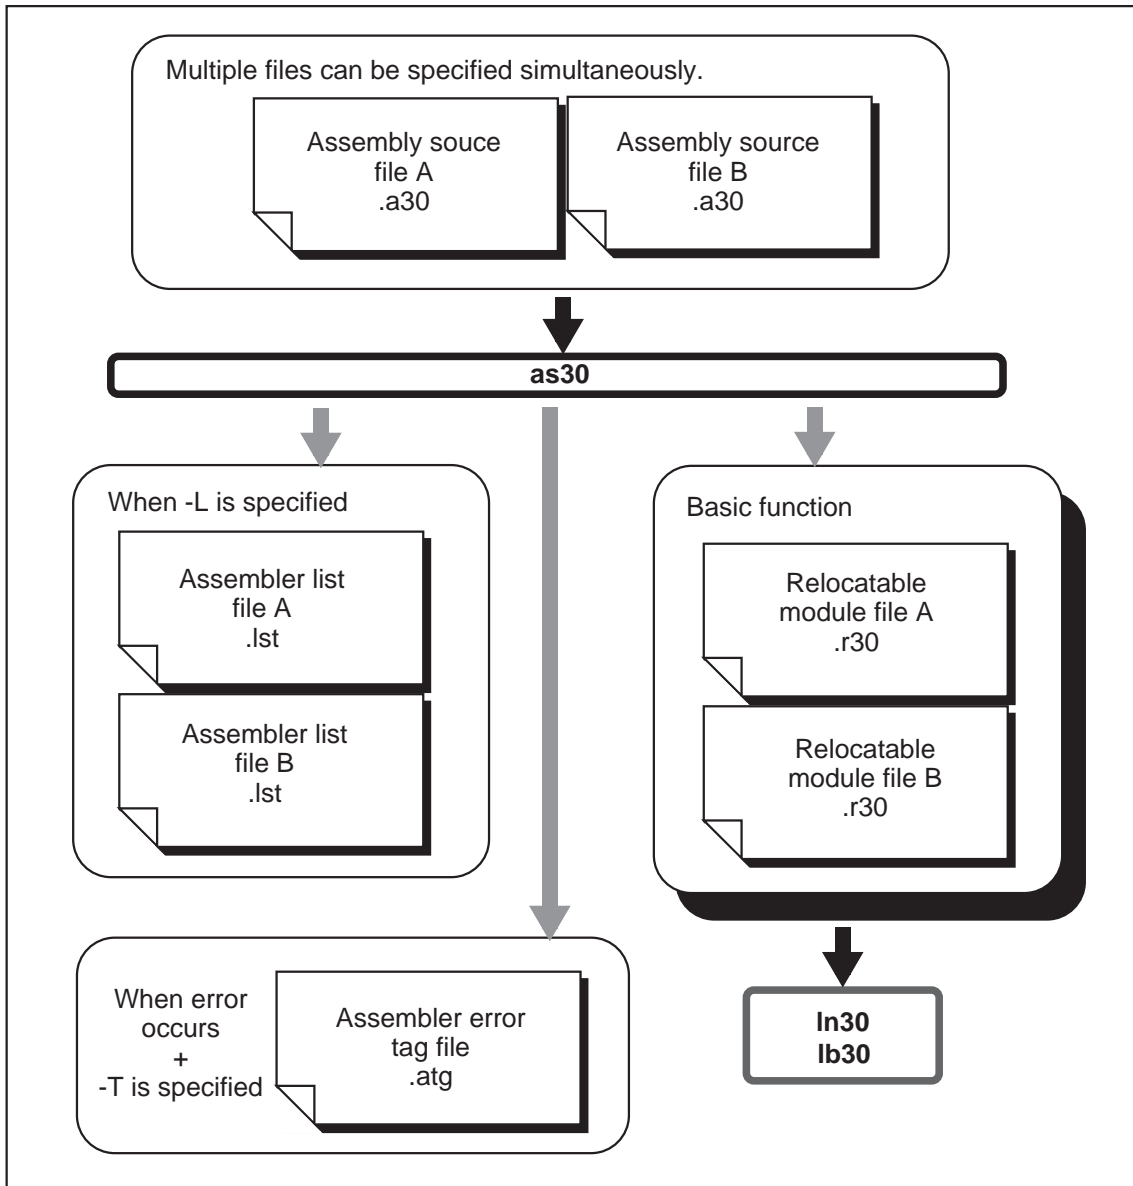 Multiple files can be specified simultaneously.
Assembly souce
file A
.a30
Assembly source
file B
.a30
as30
When -L is specified
Assembler list
file A
.lst
Assembler list
file B
.lst
Basic function
Relocatable
module file A
.r30
Relocatable
module file B
.r30
When error
occurs
+
-T is specified
Assembler error
tag file
.atg
ln30
lb30